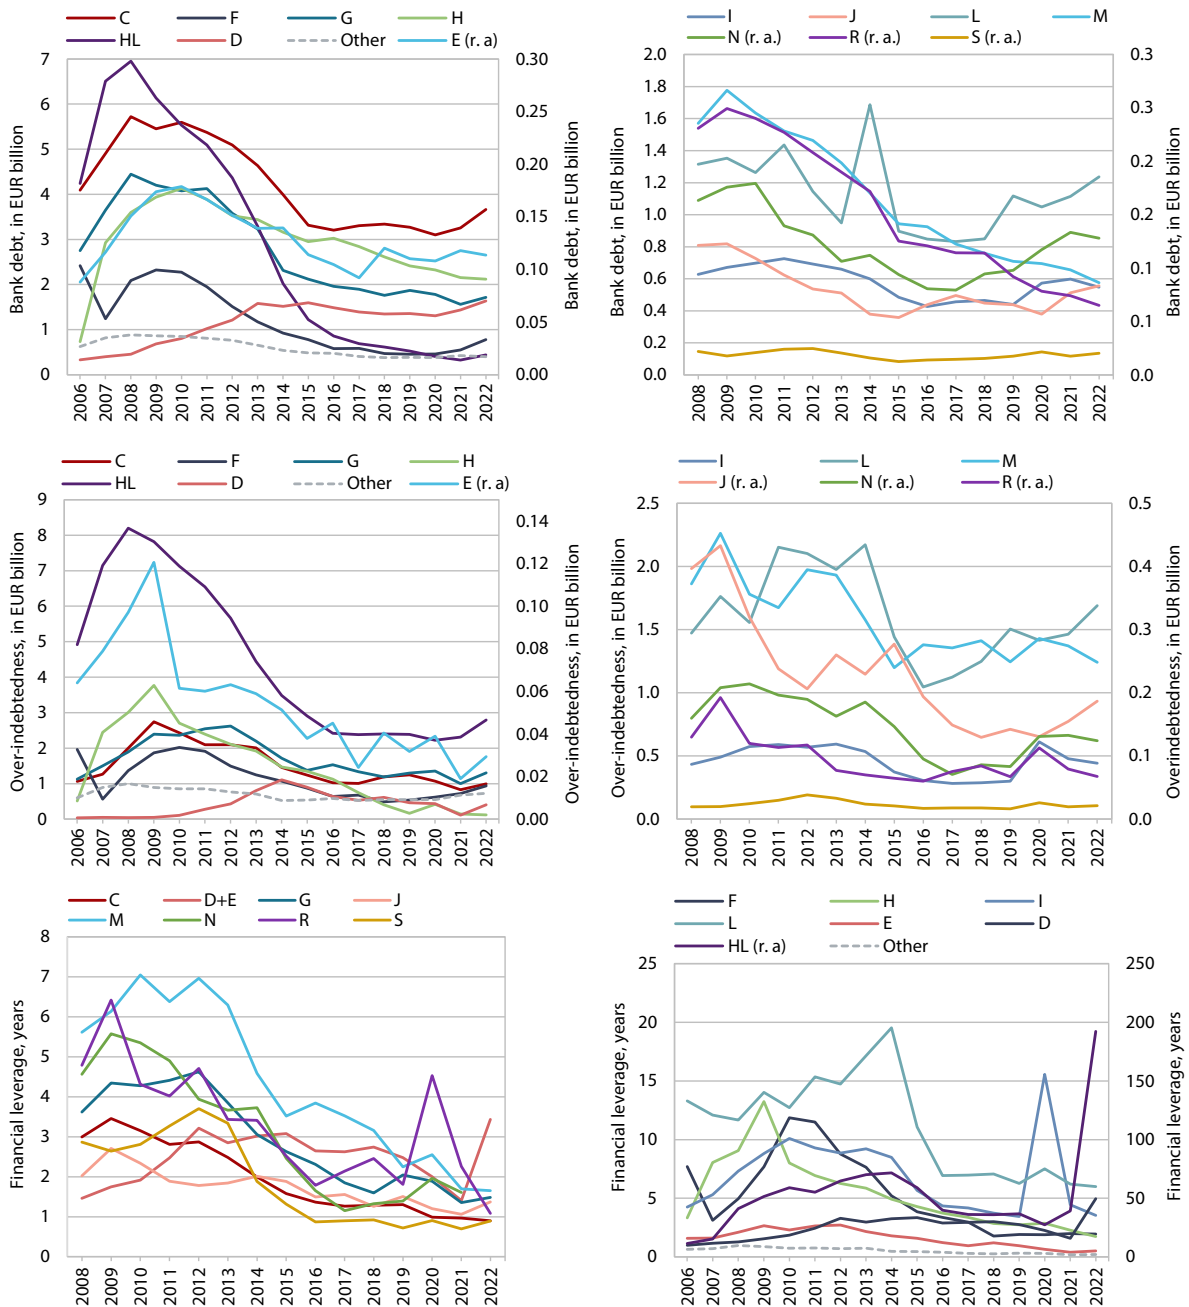 C F G H
HL D Other E (r. a)
Bank debt, in EUR billion
7 6 5 4 3 2 1 0
0.30 0.25 0.20 0.15 0.10 0.05 0.00
Bank debt, in EUR billion
2006 2007 2008 2009 2010 2011 2012 2013 2014 2015 2016 2017 2018 2019 2020 2021 2022
I J L M
N (r. a.) R (r. a.) S (r. a.)
Bank debt, in EUR billion
2.0 1.8 1.6 1.4 1.2 1.0 0.8 0.6 0.4 0.2 0.0
0.3 0.3 0.2 0.2 0.1 0.1 0.0
Bank debt, in EUR billion
2008 2009 2010 2011 2012 2013 2014 2015 2016 2017 2018 2019 2020 2021 2022
C F G H
HL D Other E (r. a)
Over-indebtedness, in EUR billion
9 8 7 6 5 4 3 2 1 0
0.14 0.12 0.10 0.08 0.06 0.04 0.02 0.00
Over-indebtedness, in EUR billion
2006 2007 2008 2009 2010 2011 2012 2013 2014 2015 2016 2017 2018 2019 2020 2021 2022
I L M
J (r. a.) N (r. a.) R (r. a.)
Over-indebtedness, in EUR billion
2.5 2.0 1.5 1.0 0.5 0.0
0.5 0.4 0.3 0.2 0.1 0.0
Over-indebtedness, in EUR billion
2008 2009 2010 2011 2012 2013 2014 2015 2016 2017 2018 2019 2020 2021 2022
C D+E G J
M N R S
Financial leverage, years
8 7 6 5 4 3 2 1 0
2008 2009 2010 2011 2012 2013 2014 2015 2016 2017 2018 2019 2020 2021 2022
F H I
L E D
HL (r. a) Other
Financial leverage, years
25 20 15 10 5 0
250 200 150 100 50 0
Financial leverage, years
2006 2007 2008 2009 2010 2011 2012 2013 2014 2015 2016 2017 2018 2019 2020 2021 2022